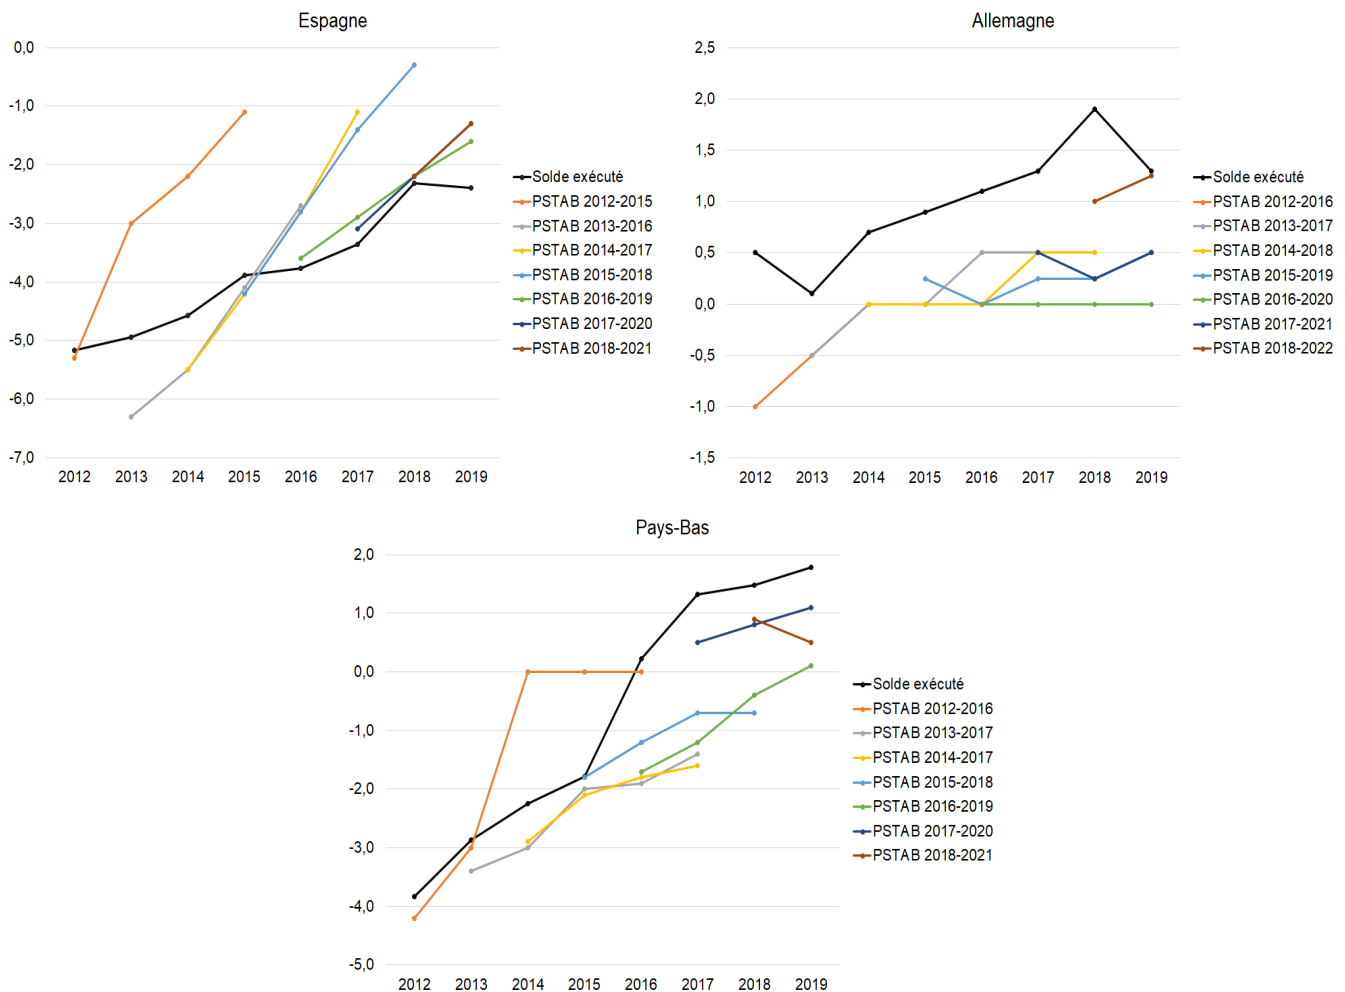 Espagne
0,0
-1,0
-2,0
-3,0
-4,0
-5,0
-6,0
-7,0
2012 2013 2014 2015 2016 2017 2018 2019
Solde exécuté
PSTAB 2012-2015
PSTAB 2013-2016
PSTAB 2014-2017
PSTAB 2015-2018
PSTAB 2016-2019
PSTAB 2017-2020
PSTAB 2018-2021
Allemagne
2,5
2,0
1,5
1,0
0,5
0,0
-0,5
-1,0
-1,5
2012 2013 2014 2015 2016 2017 2018 2019
Solde exécuté
PSTAB 2012-2016
PSTAB 2013-2017
PSTAB 2014-2018
PSTAB 2015-2019
PSTAB 2016-2020
PSTAB 2017-2021
PSTAB 2018-2022
Pays-Bas
2,0
1,0
0,0
-1,0
-2,0
-3,0
-4,0
-5,0
2012 2013 2014 2015 2016 2017 2018 2019
Solde exécuté
PSTAB 2012-2016
PSTAB 2013-2017
PSTAB 2014-2017
PSTAB 2015-2018
PSTAB 2016-2019
PSTAB 2017-2020
PSTAB 2018-2021